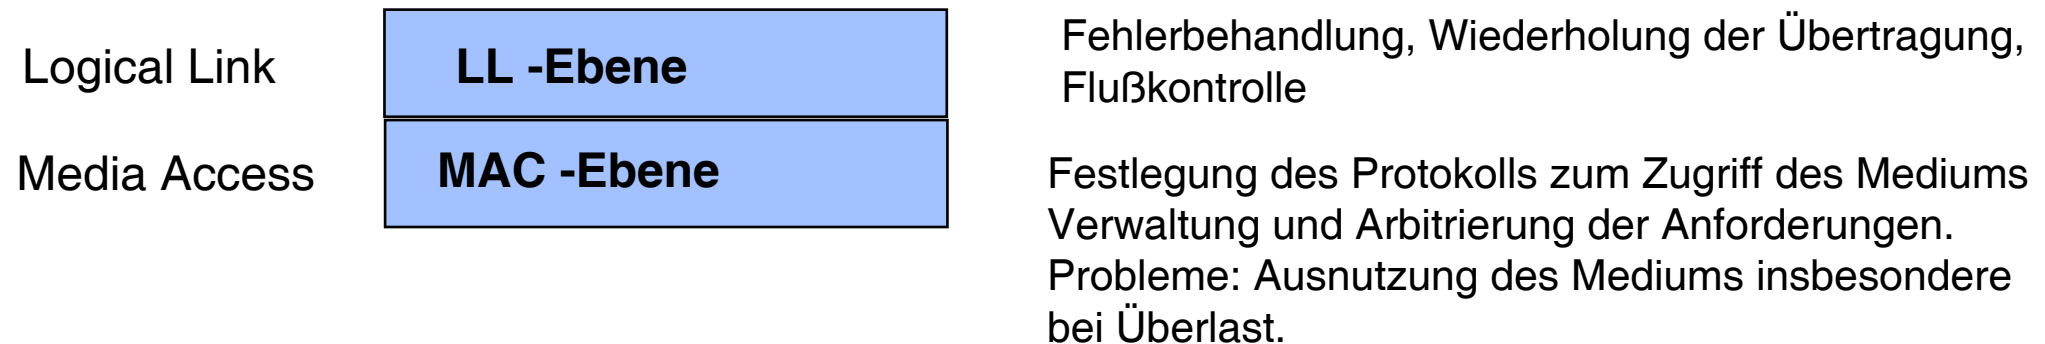 Logical Link
LL -Ebene
Fehlerbehandlung, Wiederholung der Übertragung,
Flußkontrolle
Media Access
MAC -Ebene
Festlegung des Protokolls zum Zugriff des Mediums
Verwaltung und Arbitrierung der Anforderungen.
Probleme: Ausnutzung des Mediums insbesondere
bei Überlast.